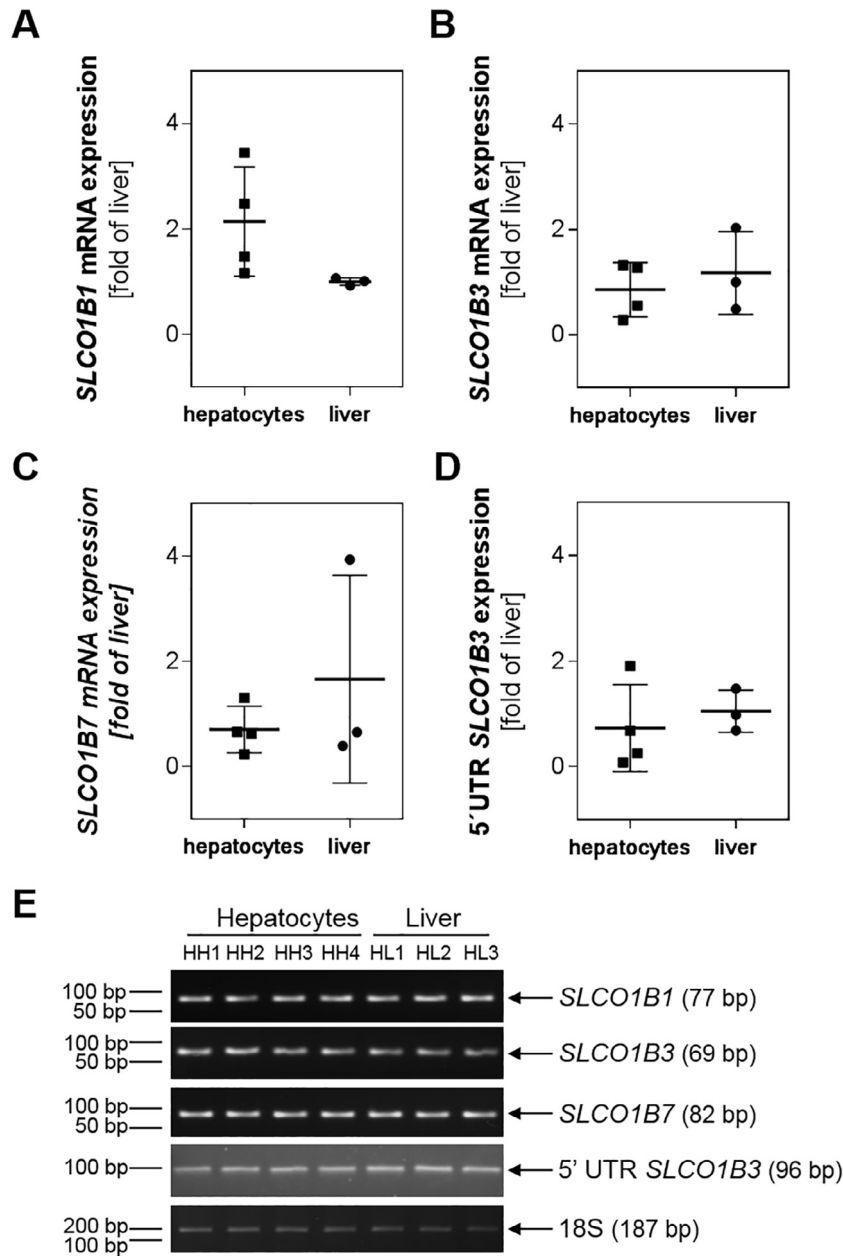 A
SLCO1B1 mRNA expression
[fold of liver]
4
2
0
hepatocytes liver
B
SLCO1B3 mRNA expression
[fold of liver]
4
2
0
hepatocytes liver
C
SLCO1B7 mRNA expression
[fold of liver]
4
2
0
hepatocytes liver
D
5´UTR SLCO1B3 expression
[fold of liver]
4
2
0
hepatocytes liver
E
Hepatocytes Liver
HH1 HH2 HH3 HH4 HL1 HL2 HL3
100 bp
50 bp
SLCO1B1 (77 bp)
100 bp
50 bp
SLCO1B3 (69 bp)
100 bp
50 bp
SLCO1B7 (82 bp)
100 bp
5' UTR SLCO1B3 (96 bp)
200 bp
100 bp
18S (187 bp)